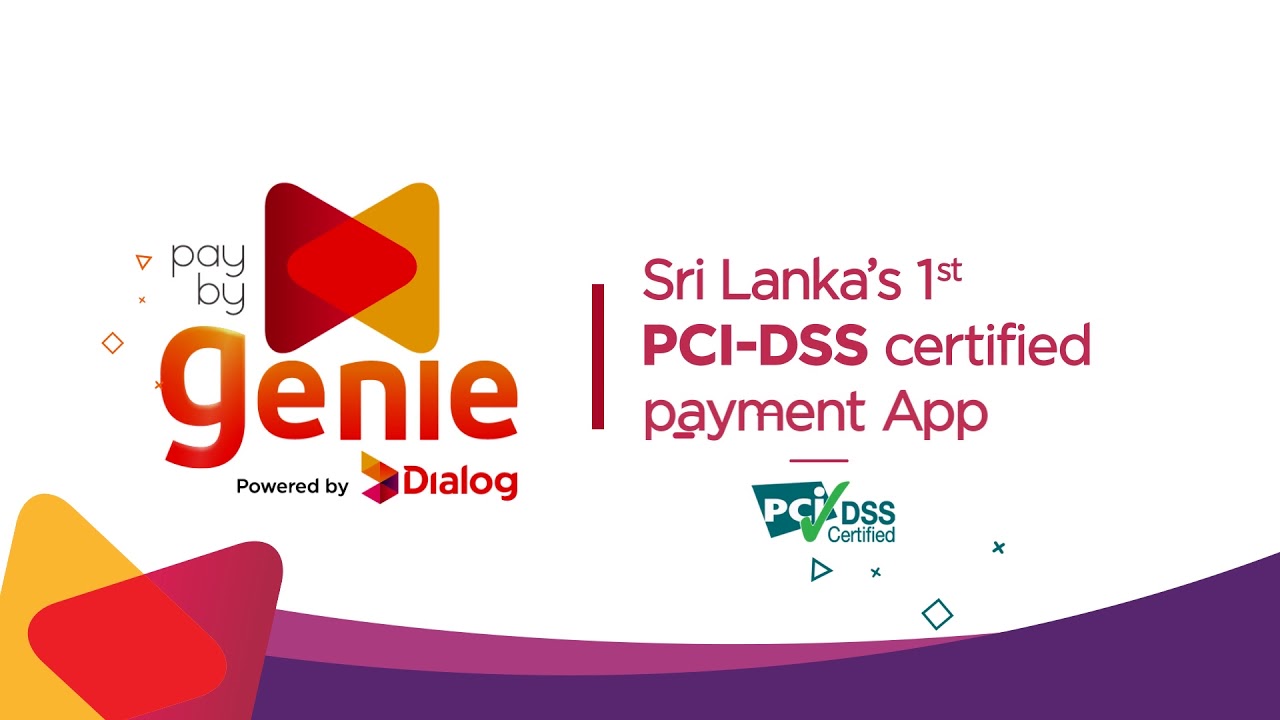 pay
by
genie
Powered by Dialog
Sri Lanka's 1st
PCI-DSS certified
payment App
PCi DSS
Certified